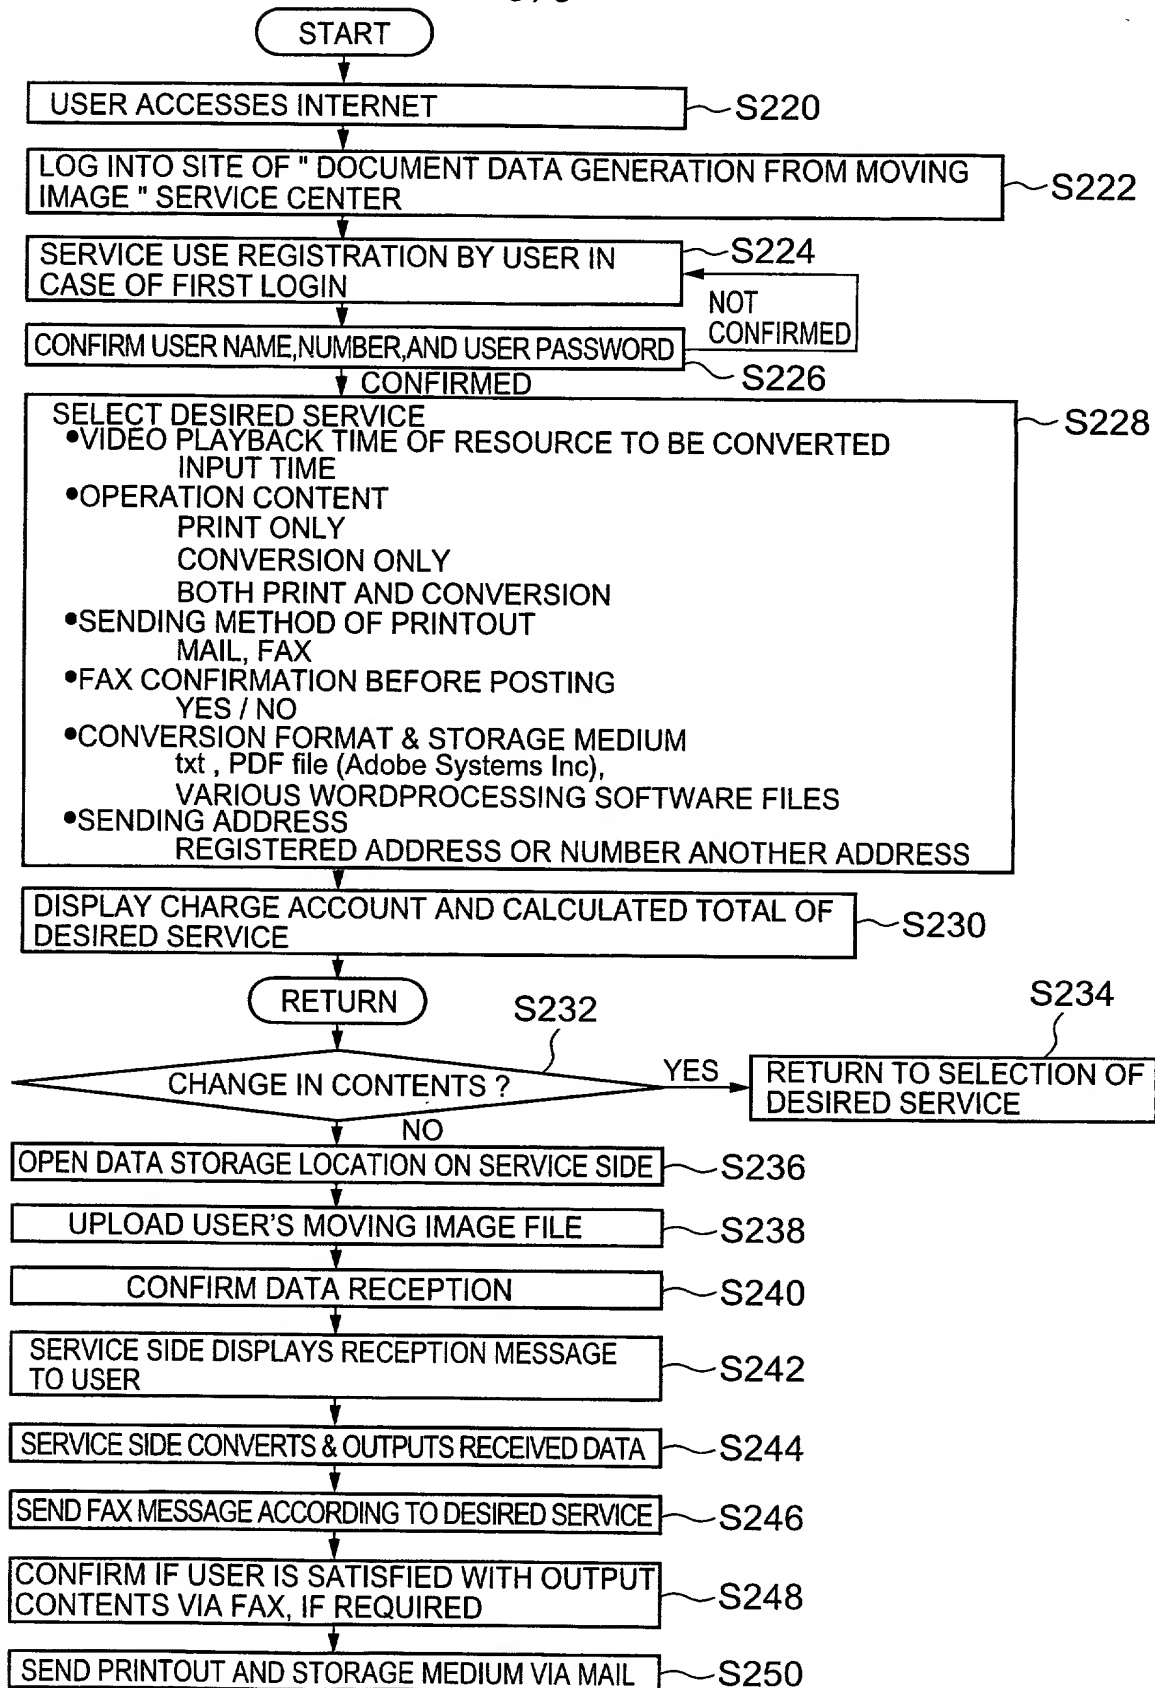 START
USER ACCESSES INTERNET
S220
LOG INTO SITE OF " DOCUMENT DATA GENERATION FROM MOVING
IMAGE " SERVICE CENTER
S222
SERVICE USE REGISTRATION BY USER IN
CASE OF FIRST LOGIN
S224
NOT
CONFIRMED
CONFIRM USER NAME,NUMBER,AND USER PASSWORD
S226
CONFIRMED
SELECT DESIRED SERVICE
S228
•VIDEO PLAYBACK TIME OF RESOURCE TO BE CONVERTED
INPUT TIME
•OPERATION CONTENT
PRINT ONLY
CONVERSION ONLY
BOTH PRINT AND CONVERSION
•SENDING METHOD OF PRINTOUT
MAIL, FAX
•FAX CONFIRMATION BEFORE POSTING
YES / NO
•CONVERSION FORMAT & STORAGE MEDIUM
txt , PDF file (Adobe Systems Inc),
VARIOUS WORDPROCESSING SOFTWARE FILES
•SENDING ADDRESS
REGISTERED ADDRESS OR NUMBER ANOTHER ADDRESS
DISPLAY CHARGE ACCOUNT AND CALCULATED TOTAL OF
DESIRED SERVICE
S230
RETURN
S232
S234
CHANGE IN CONTENTS ?
YES
RETURN TO SELECTION OF
DESIRED SERVICE
NO
OPEN DATA STORAGE LOCATION ON SERVICE SIDE
S236
UPLOAD USER'S MOVING IMAGE FILE
S238
CONFIRM DATA RECEPTION
S240
SERVICE SIDE DISPLAYS RECEPTION MESSAGE
TO USER
S242
SERVICE SIDE CONVERTS & OUTPUTS RECEIVED DATA
S244
SEND FAX MESSAGE ACCORDING TO DESIRED SERVICE
S246
CONFIRM IF USER IS SATISFIED WITH OUTPUT
CONTENTS VIA FAX, IF REQUIRED
S248
SEND PRINTOUT AND STORAGE MEDIUM VIA MAIL
S250